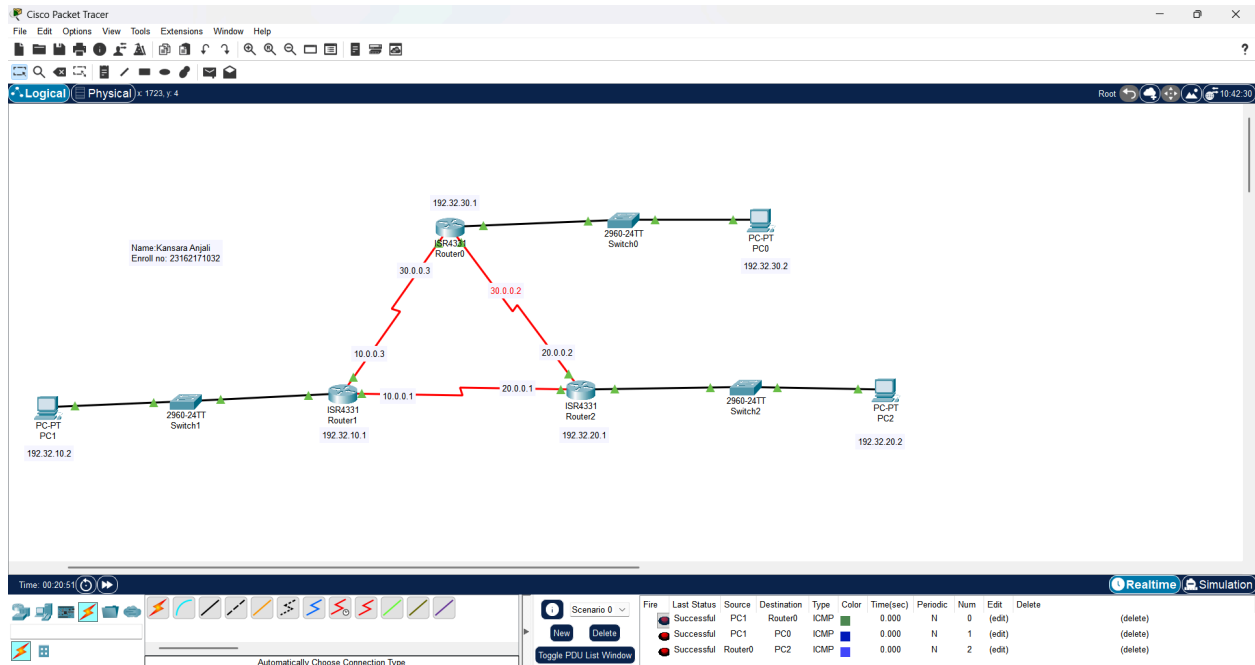 Cisco Packet Tracer
File Edit Options View Tools Extensions Window Help
?
Logical Physical x: 1723, y: 4 Root 10:42:30
192.32.30.1
ISR4331
Router0
2960-24TT
Switch0
PC-PT
PC0
192.32.30.2
Name:Kansara Anjali
Enroll no: 23162171032
30.0.0.3
30.0.0.2
10.0.0.3
20.0.0.2
10.0.0.1
20.0.0.1
ISR4331
Router1
192.32.10.1
ISR4331
Router2
192.32.20.1
2960-24TT
Switch1
PC-PT
PC1
192.32.10.2
2960-24TT
Switch2
PC-PT
PC2
192.32.20.2
Time: 00:20:51 Realtime Simulation
Scenario 0
New Delete
Toggle PDU List Window
Automatically Choose Connection Type
Fire Last Status Source Destination Type Color Time(sec) Periodic Num Edit Delete
Successful PC1 Router0 ICMP 0.000 N 0 (edit) (delete)
Successful PC1 PC0 ICMP 0.000 N 1 (edit) (delete)
Successful Router0 PC2 ICMP 0.000 N 2 (edit) (delete)